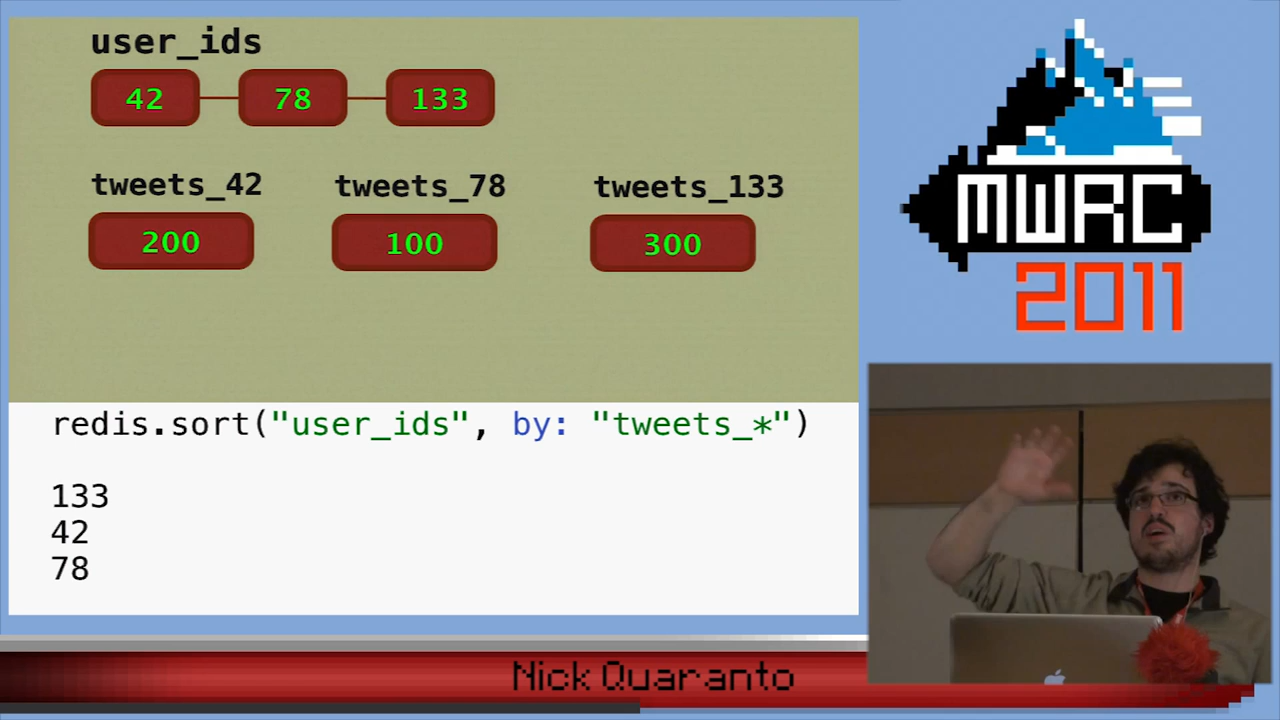 user_ids
42 78 133
tweets_42 tweets_78 tweets_133
200 100 300
redis.sort("user_ids", by: "tweets_*")
133
42
78
MWRC
2011
Nick Quaranto